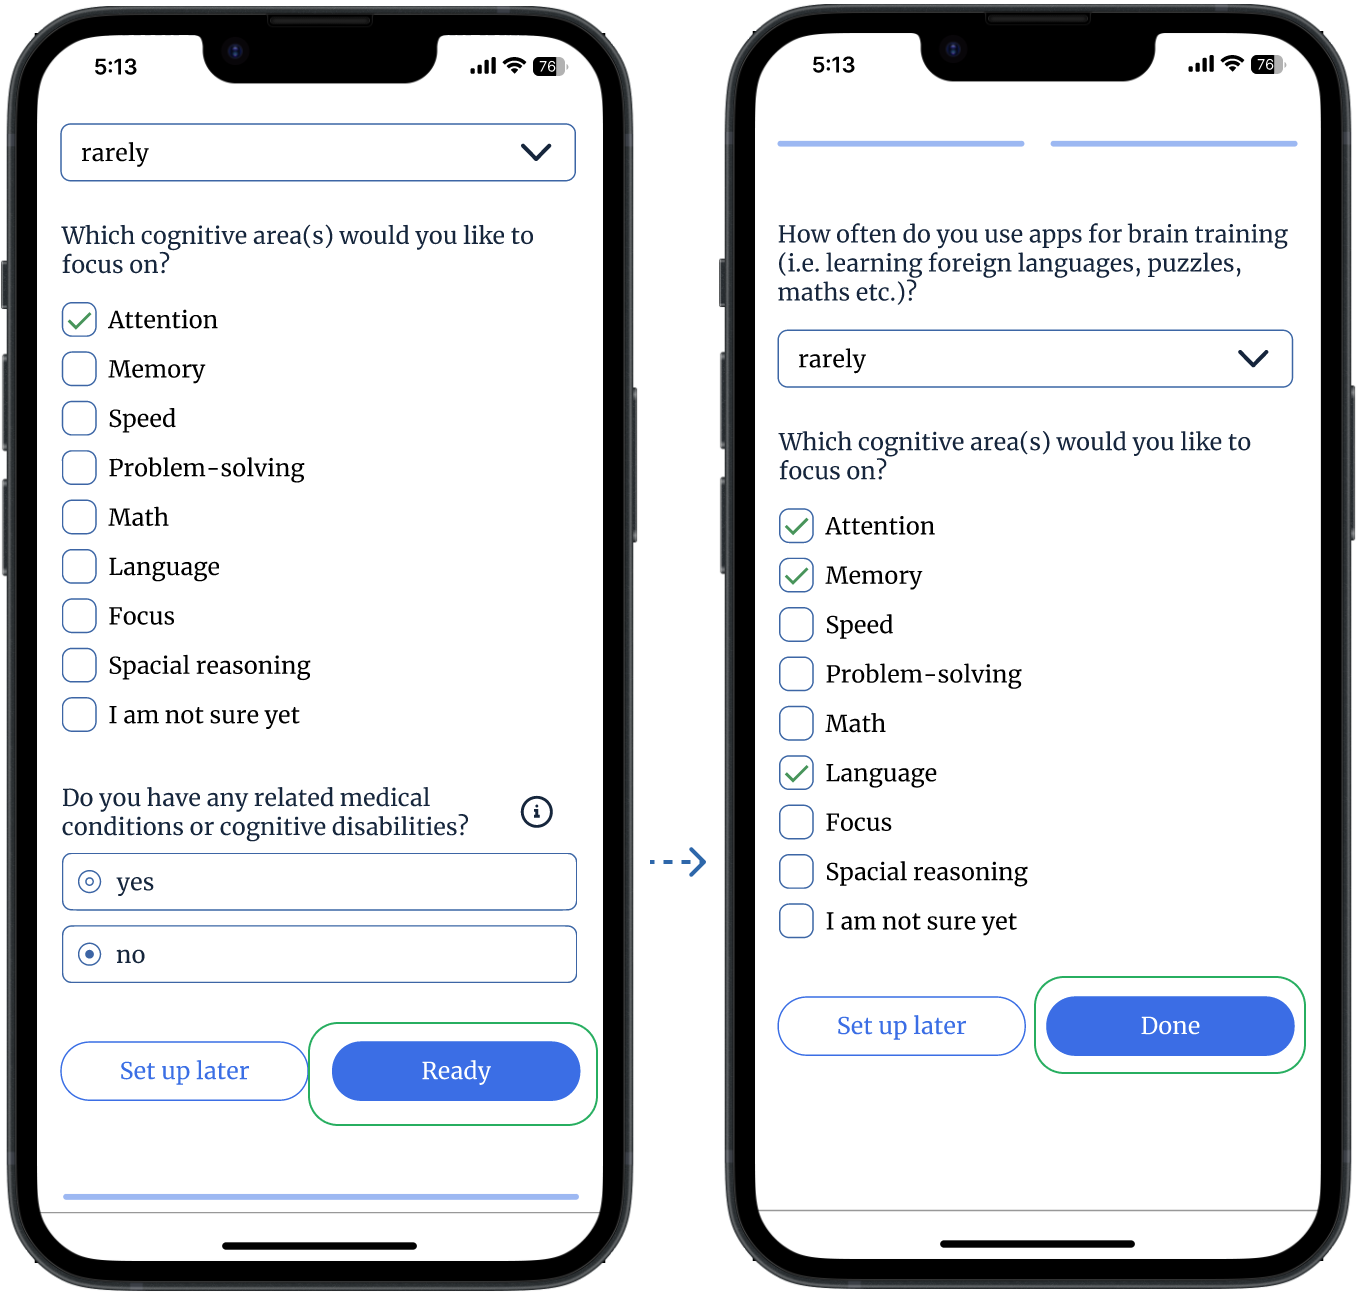 5:13
76
rarely
Which cognitive area(s) would you like to
focus on?
Attention
Memory
Speed
Problem-solving
Math
Language
Focus
Spacial reasoning
I am not sure yet
Do you have any related medical
conditions or cognitive disabilities?
yes
no
Set up later
Ready
5:13
76
How often do you use apps for brain training
(i.e. learning foreign languages, puzzles,
maths etc.)?
rarely
Which cognitive area(s) would you like to
focus on?
Attention
Memory
Speed
Problem-solving
Math
Language
Focus
Spacial reasoning
I am not sure yet
Set up later
Done